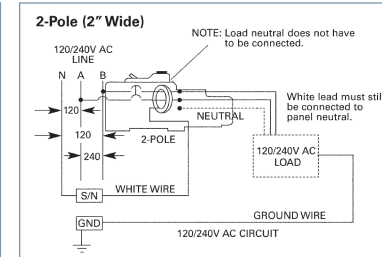 2-Pole (2" Wide)
NOTE: Load neutral does not have
to be connected.
120/240V AC
LINE
N A B
White lead must stil
be connected to
panel neutral.
120
NEUTRAL
120
2-POLE
120/240V AC
LOAD
240
WHITE WIRE
S/N
GROUND WIRE
GND
120/240V AC CIRCUIT